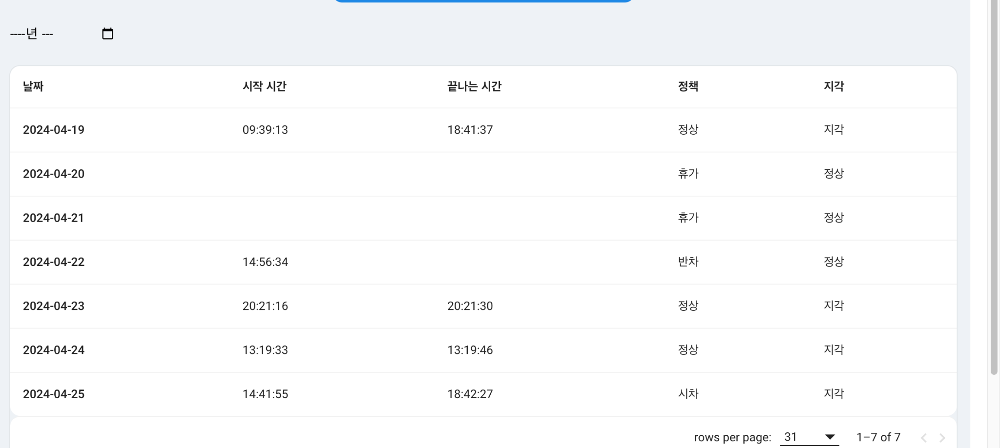 ----년 ---
날짜 시작 시간 끝나는 시간 정책 지각
2024-04-19 09:39:13 18:41:37 정상 지각
2024-04-20 휴가 정상
2024-04-21 휴가 정상
2024-04-22 14:56:34 반차 정상
2024-04-23 20:21:16 20:21:30 정상 지각
2024-04-24 13:19:33 13:19:46 정상 지각
2024-04-25 14:41:55 18:42:27 시차 지각
rows per page: 31 1–7 of 7